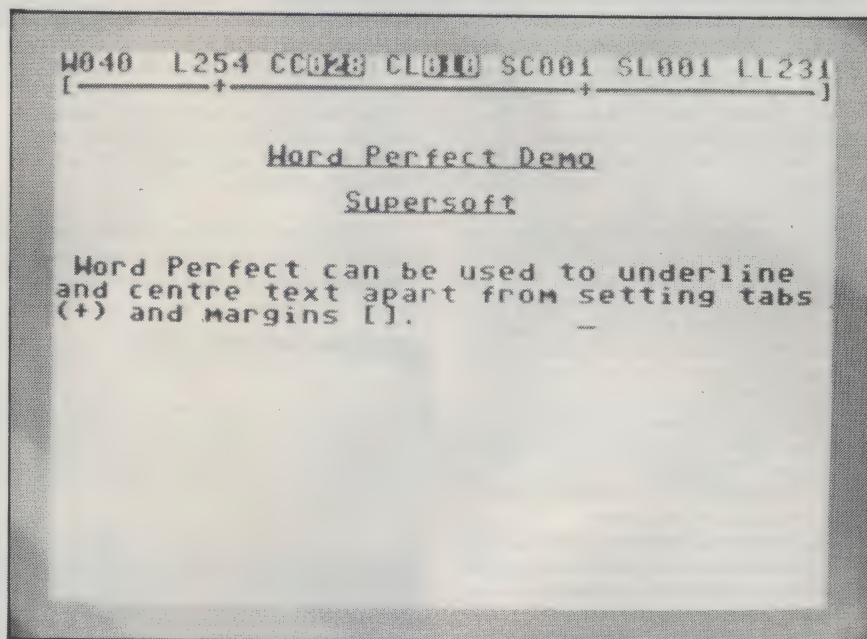 W040 L254 CC028 CL010 SC001 SL001 LL231
[++]
Word Perfect Demo
Supersoft
Word Perfect can be used to underline
and centre text apart from setting tabs
(+) and margins [].